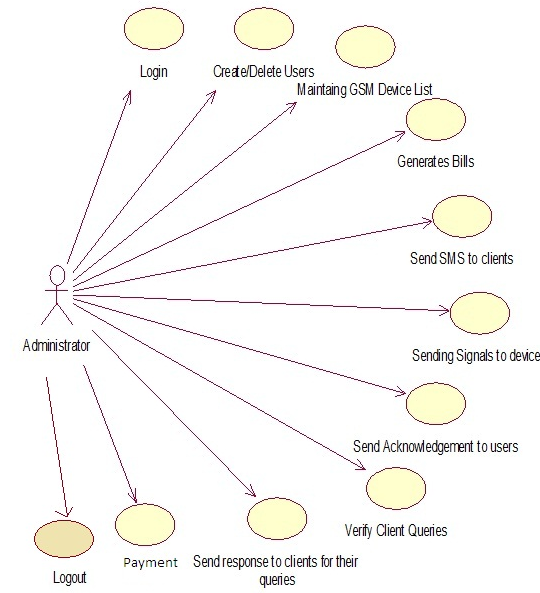 Login
Create/Delete Users
Maintaing GSM Device List
Generates Bills
Send SMS to clients
Sending Signals to device
Administrator
Send Acknowledgement to users
Verify Client Queries
Send response to clients for their
queries
Payment
Logout